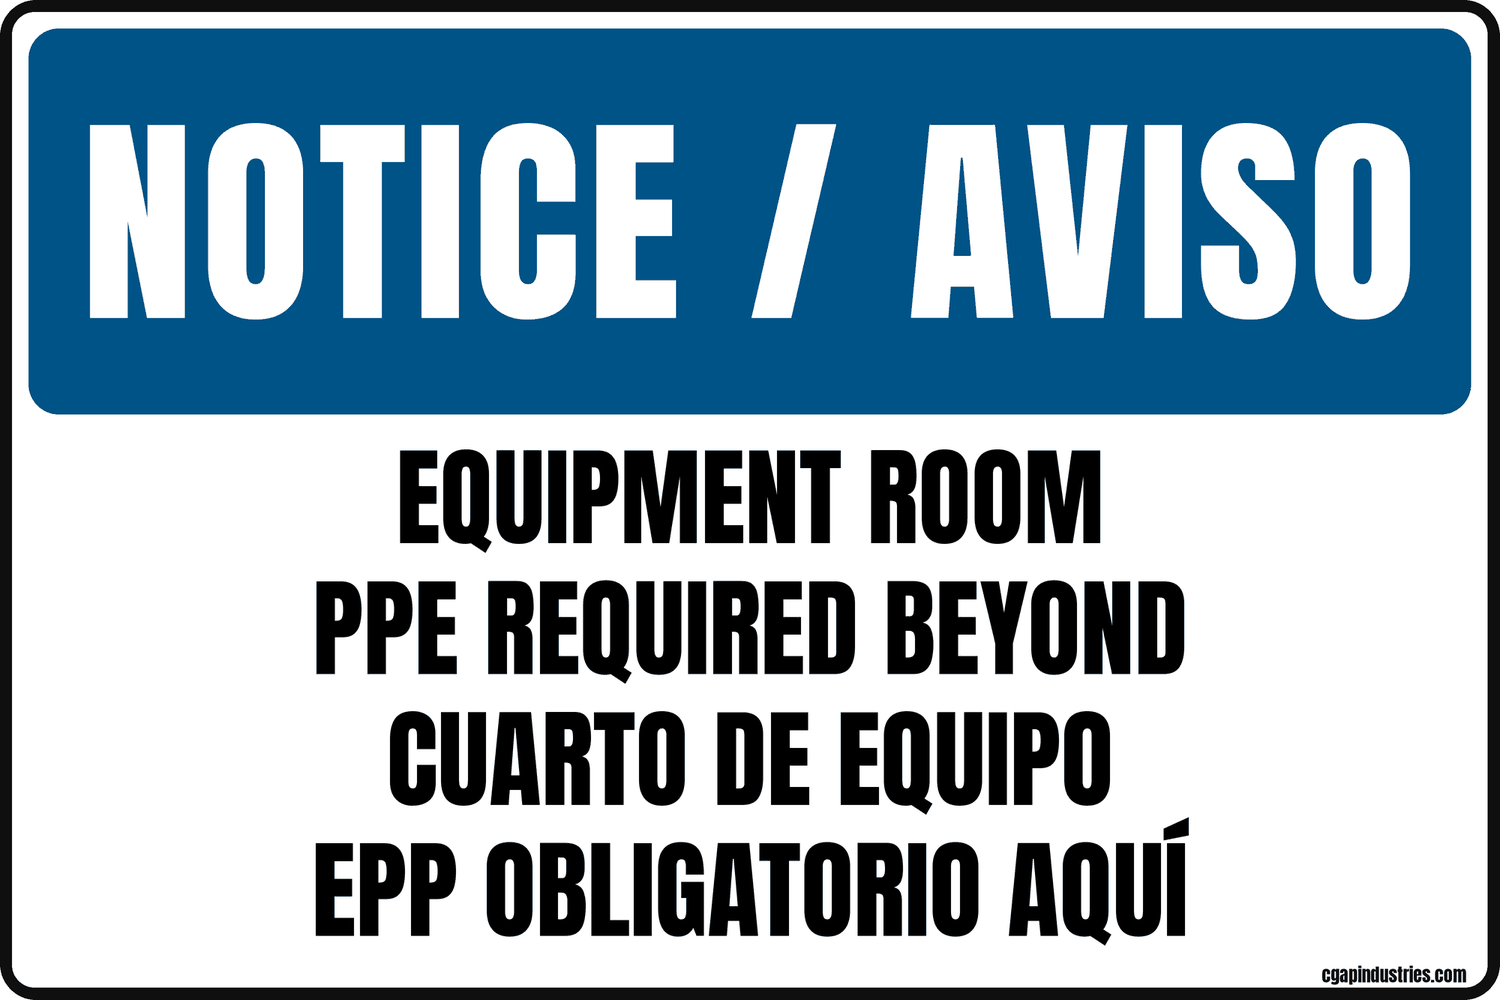 NOTICE / AVISO
EQUIPMENT ROOM
PPE REQUIRED BEYOND
CUARTO DE EQUIPO
EPP OBLIGATORIO AQUÍ
cgapindustries.com